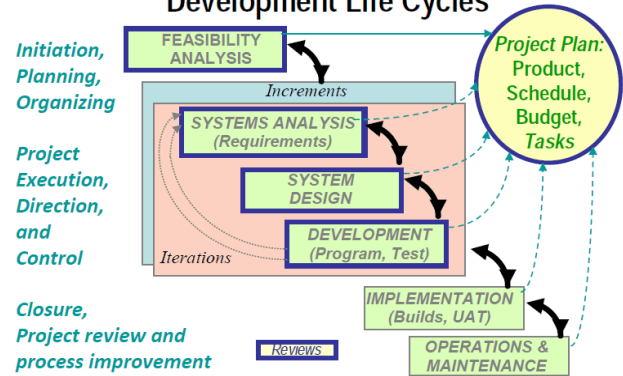 Development Life Cycles
FEASIBILITY
ANALYSIS
Initiation,
Planning,
Organizing
Project Plan:
Product,
Schedule,
Budget,
Tasks
Increments
SYSTEMS ANALYSIS
(Requirements)
Project
Execution,
Direction,
and
Control
SYSTEM
DESIGN
DEVELOPMENT
(Program, Test)
Iterations
IMPLEMENTATION
(Builds, UAT)
Closure,
Project review and
process improvement
Reviews
OPERATIONS &
MAINTENANCE